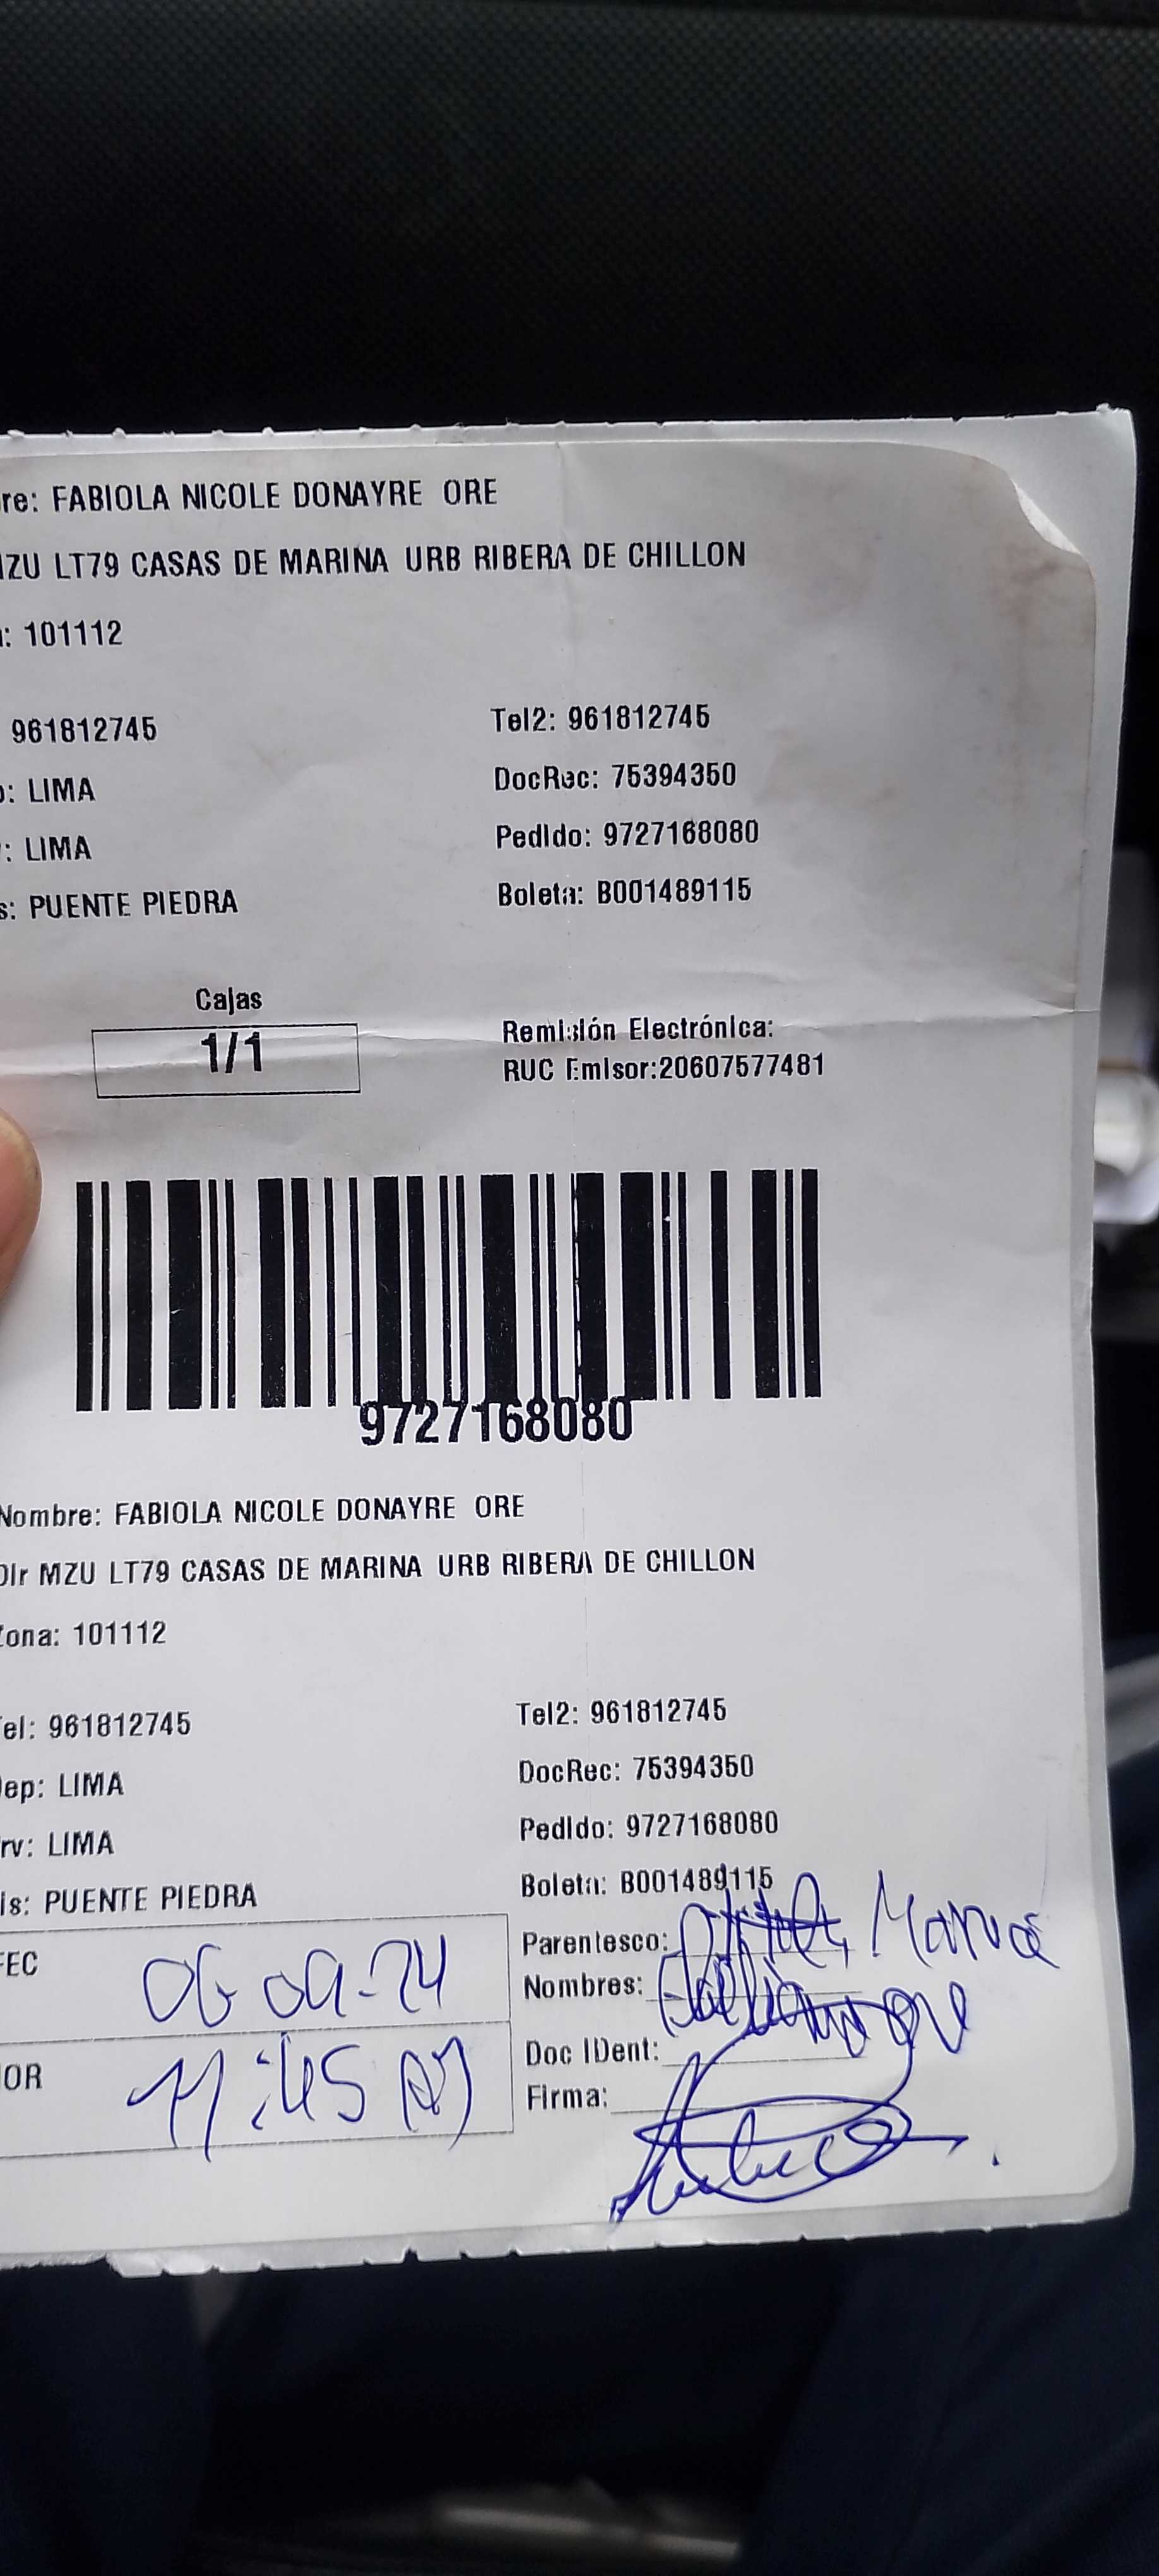 re: FABIOLA NICOLE DONAYRE ORE
MZU LT79 CASAS DE MARINA URB RIBERA DE CHILLON
: 101112
961812745 Tel2: 961812745
: LIMA DocRec: 75394350
: LIMA Pedido: 9727168080
s: PUENTE PIEDRA Boleta: B001489115
Cajas
1/1
Remisión Electrónica:
RUC Emisor:20607577481
9727168080
Nombre: FABIOLA NICOLE DONAYRE ORE
Dir MZU LT79 CASAS DE MARINA URB RIBERA DE CHILLON
Zona: 101112
Tel: 961812745 Tel2: 961812745
Dep: LIMA DocRec: 75394350
rv: LIMA Pedido: 9727168080
is: PUENTE PIEDRA Boleta: B001489115
FEC 06 09-24
Parentesco: Maria
Nombres:
HOR 11:45
Doc IDent:
Firma: